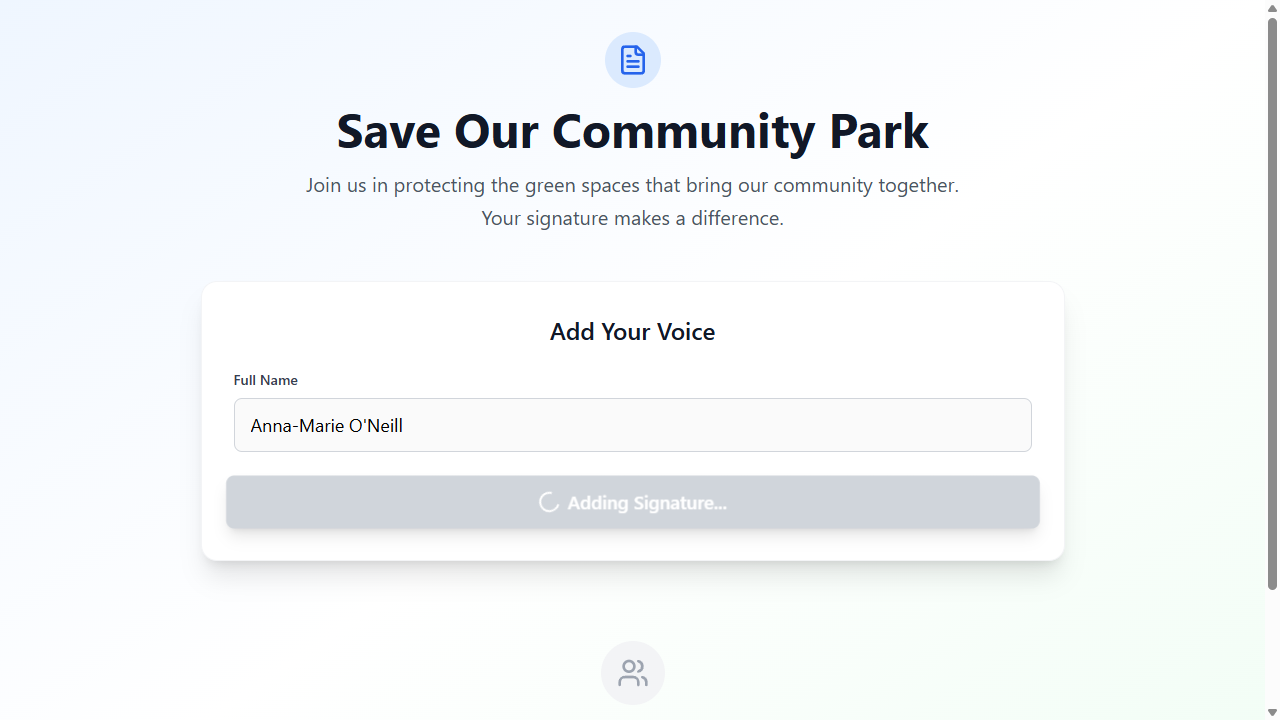 Save Our Community Park
Join us in protecting the green spaces that bring our community together.
Your signature makes a difference.
Add Your Voice
Full Name
Anna-Marie O'Neill
Adding Signature...